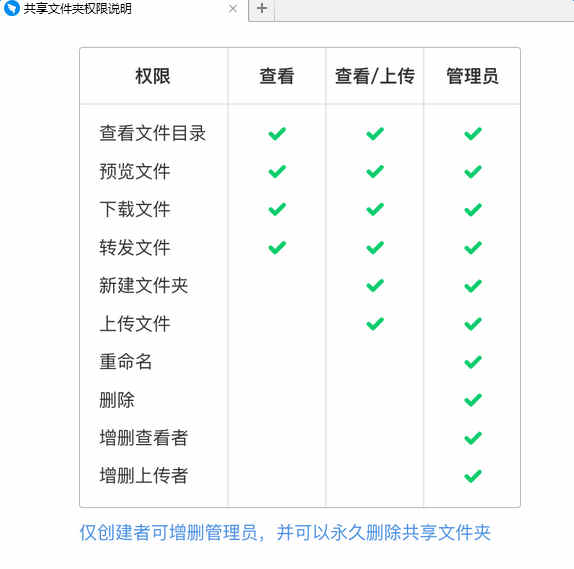 共享文件夹权限说明
权限 查看 查看/上传 管理员
查看文件目录
预览文件
下载文件
转发文件
新建文件夹
上传文件
重命名
删除
增删查看者
增删上传者
仅创建者可增删管理员，并可以永久删除共享文件夹